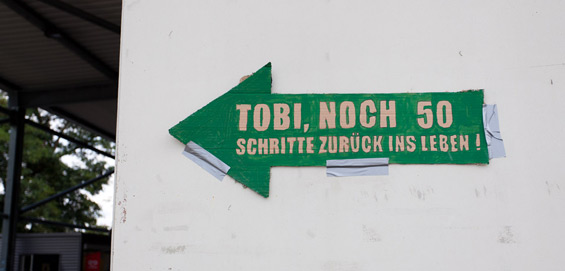 TOBI, NOCH 50
SCHRITTE ZURÜCK INS LEBEN!